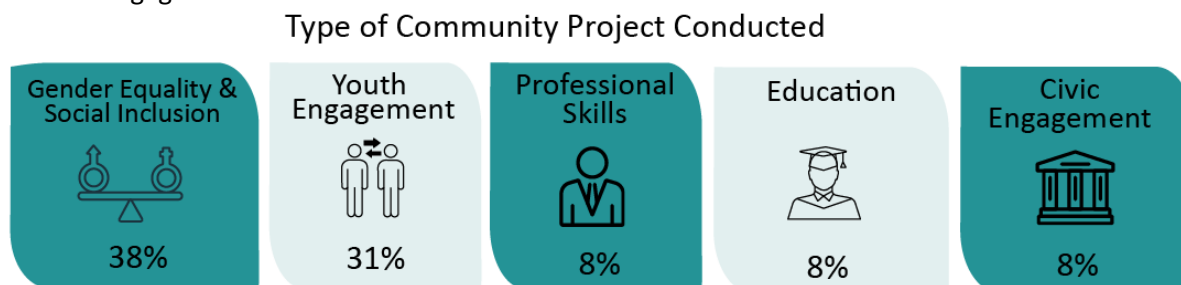 Type of Community Project Conducted
Gender Equality &
Social Inclusion
38%
Youth
Engagement
31%
Professional
Skills
8%
Education
8%
Civic
Engagement
8%